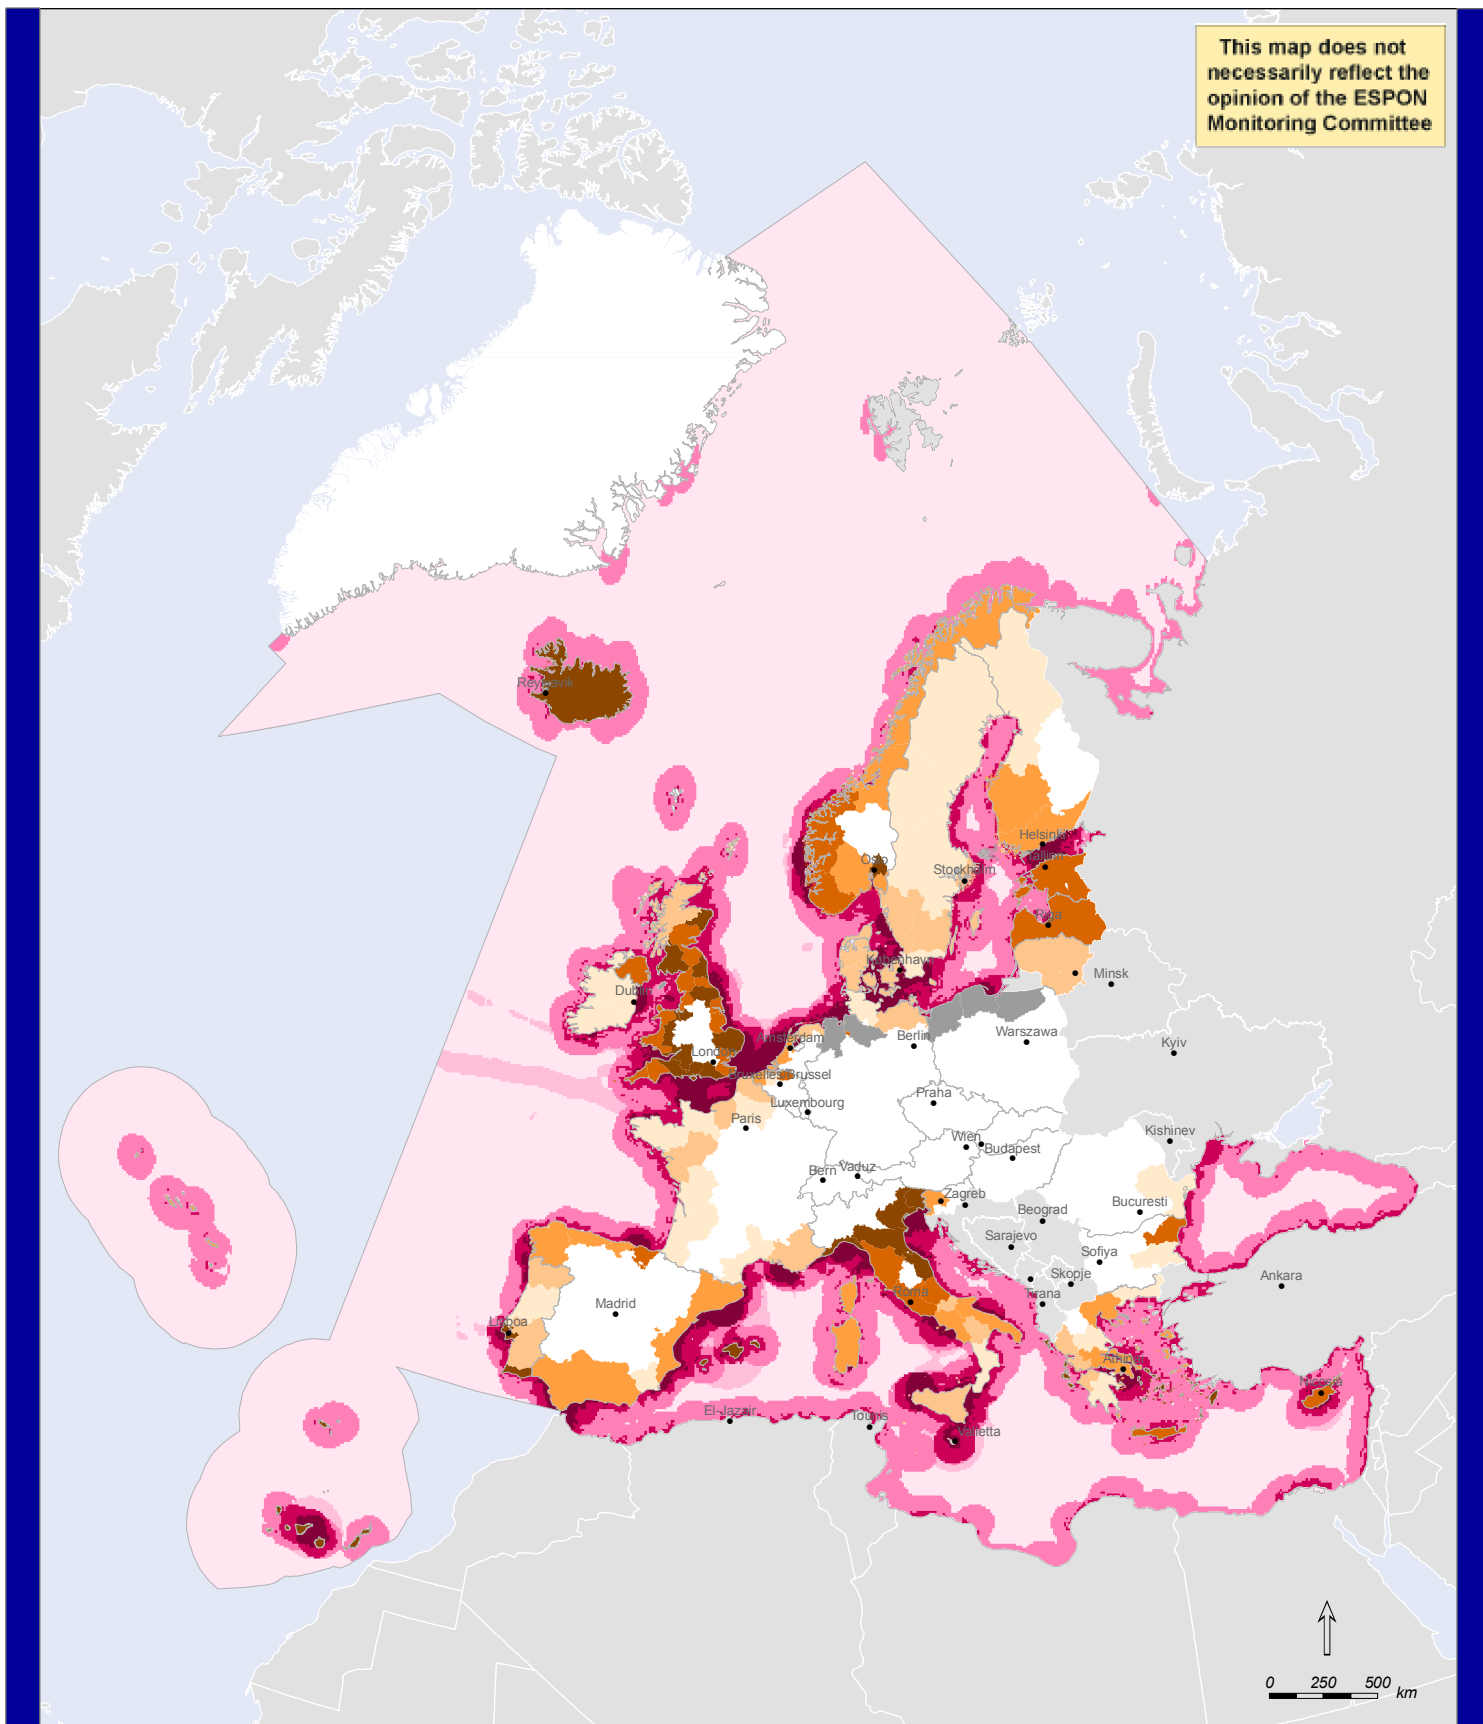 This map does not
necessarily reflect the
opinion of the ESPON
Monitoring Committee
Reykjavik
Helsinki
Tallinn
Oslo
Stockholm
Riga
København
Minsk
Dublin
Warszawa
Amsterdam
Berlin
London
Kyiv
Bruxelles/Brussel
Praha
Luxembourg
Paris
Kishinev
Wien
Budapest
Bern
Vaduz
Zagreb
Bucuresti
Beograd
Sarajevo
Sofiya
Skopje
Ankara
Madrid
Roma
Tirana
Lisboa
Athinai
Nicosia
El-Jazair
Tounis
Valletta
0 250 500
km